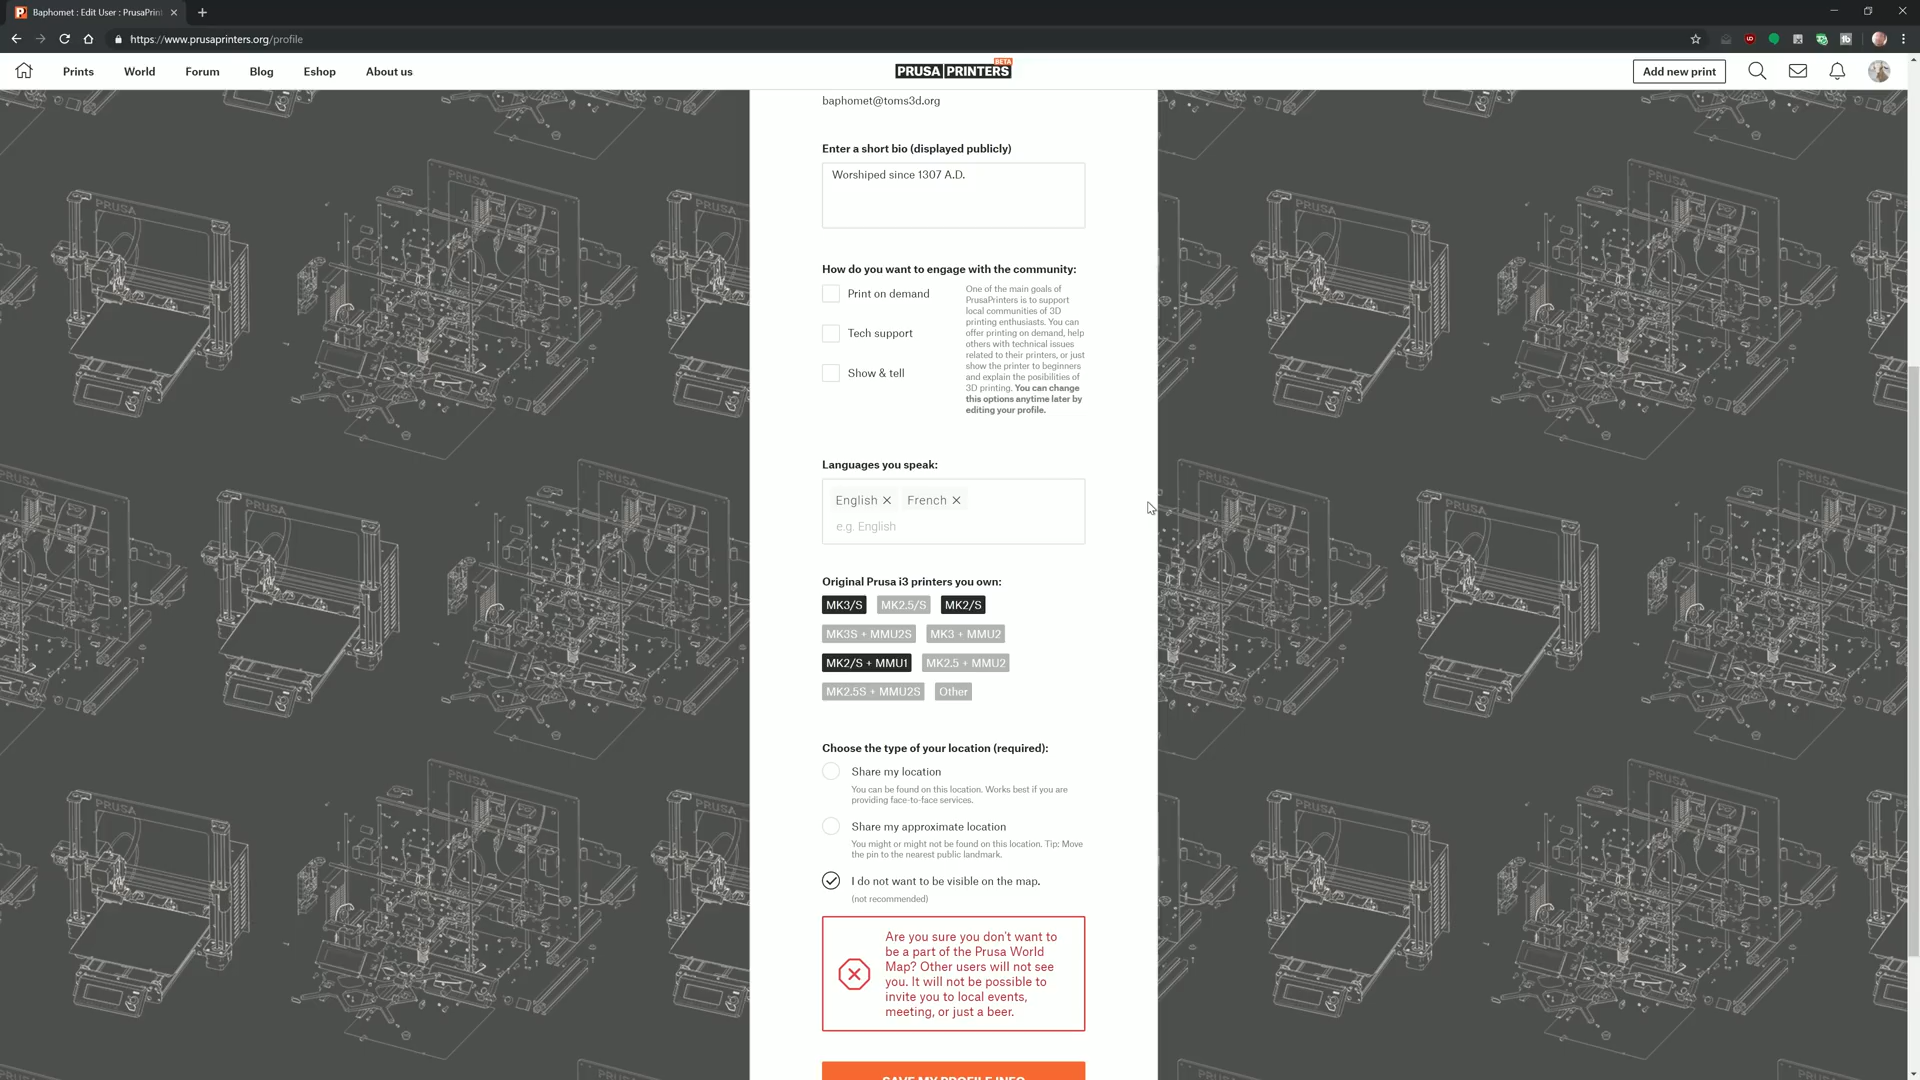 Baphomet : Edit User : PrusaPrin
https://www.prusaprinters.org/profile
Prints
World
Forum
Blog
Eshop
About us
PRUSA PRINTERS
BETA
Add new print
baphomet@toms3d.org
Enter a short bio (displayed publicly)
Worshiped since 1307 A.D.
How do you want to engage with the community:
Print on demand
Tech support
Show & tell
One of the main goals of
PrusaPrinters is to support
local communities of 3D
printing enthusiasts. You can
offer printing on demand, help
others with technical issues
related to their printers, or just
show the printer to beginners
and explain the posibilities of
3D printing. You can change
this options anytime later by
editing your profile.
Languages you speak:
English
French
e.g. English
Original Prusa i3 printers you own:
MK3/S MK2.5/S MK2/S
MK3S + MMU2S MK3 + MMU2
MK2/S + MMU1 MK2.5 + MMU2
MK2.5S + MMU2S Other
Choose the type of your location (required):
Share my location
You can be found on this location. Works best if you are
providing face-to-face services.
Share my approximate location
You might or might not be found on this location. Tip: Move
the pin to the nearest public landmark.
I do not want to be visible on the map.
(not recommended)
Are you sure you don't want to
be a part of the Prusa World
Map? Other users will not see
you. It will not be possible to
invite you to local events,
meeting, or just a beer.
SAVE MY PROFILE INFO